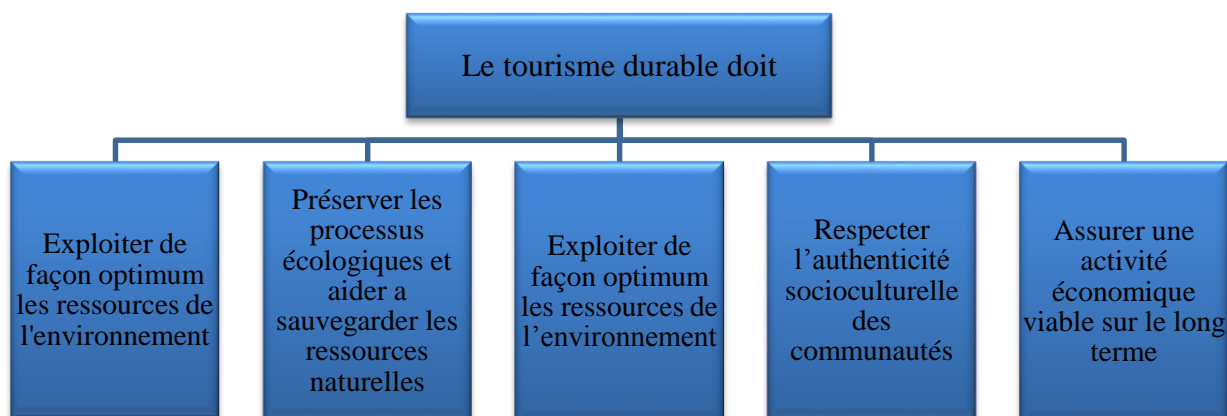 Le tourisme durable doit
Exploiter de
façon optimum
les ressources de
l'environnement
Préserver les
processus
écologiques et
aider a
sauvegarder les
ressources
naturelles
Exploiter de
façon optimum
les ressources de
l’environnement
Respecter
l’authenticité
socioculturelle
des
communautés
Assurer une
activité
économique
viable sur le long
terme